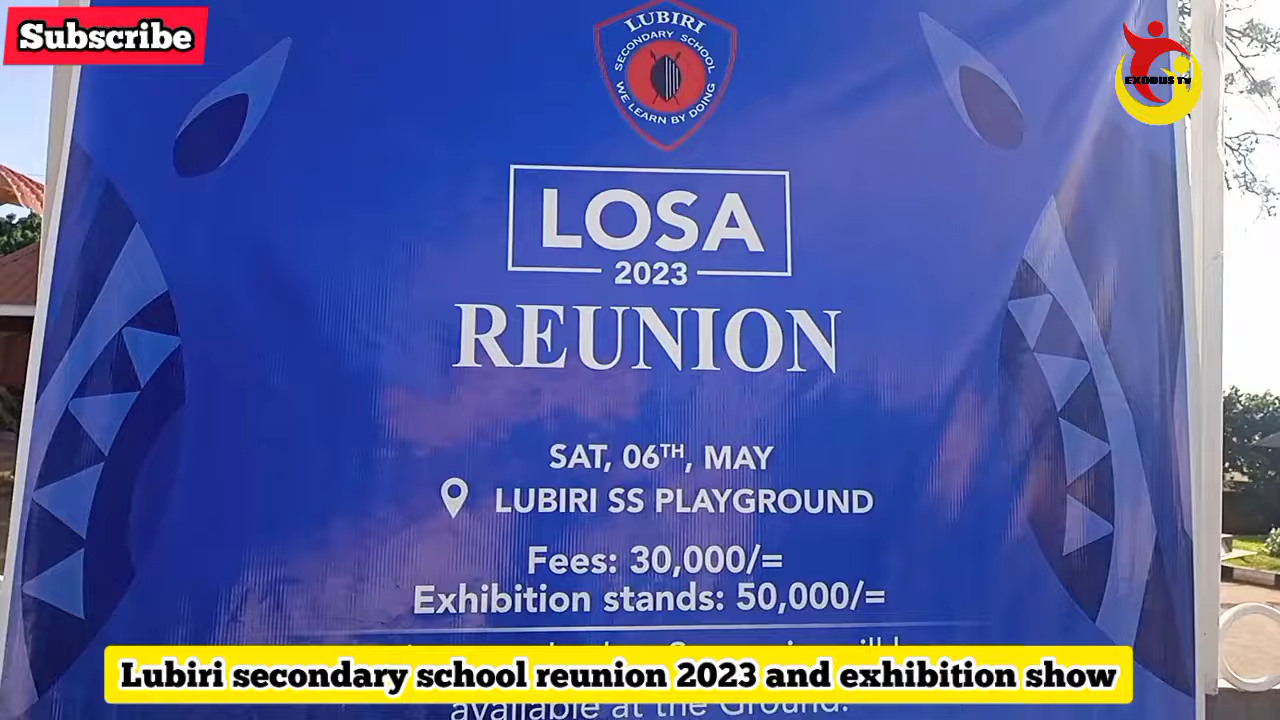 Subscribe
EXODUS TV
LUBIRI
SECONDARY SCHOOL
WE LEARN BY DOING
LOSA
2023
REUNION
SAT, 06TH, MAY
LUBIRI SS PLAYGROUND
Fees: 30,000/=
Exhibition stands: 50,000/=
Lubiri secondary school reunion 2023 and exhibition show
available at the Ground.